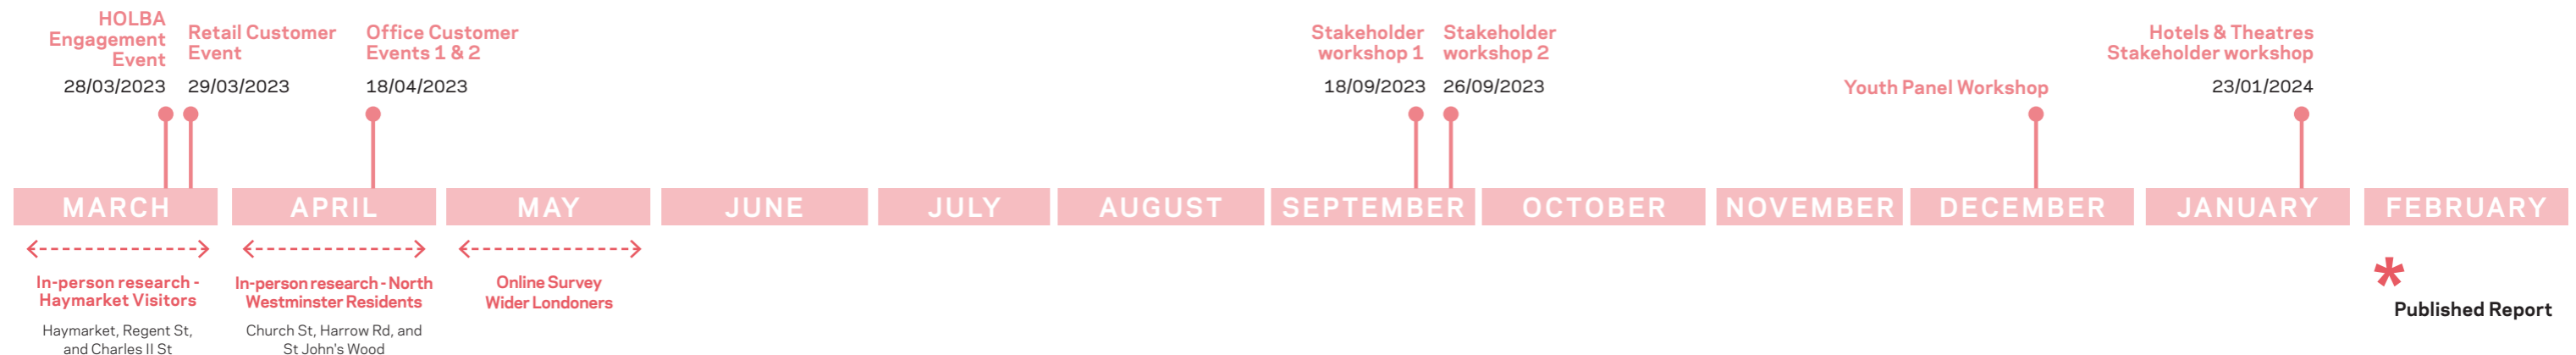 HOLBA
Engagement
Event
28/03/2023
Retail Customer
Event
29/03/2023
Office Customer
Events 1 & 2
18/04/2023
Stakeholder
workshop 1
18/09/2023
Stakeholder
workshop 2
26/09/2023
Youth Panel Workshop
Hotels & Theatres
Stakeholder workshop
23/01/2024
MARCH
APRIL
MAY
JUNE
JULY
AUGUST
SEPTEMBER
OCTOBER
NOVEMBER
DECEMBER
JANUARY
FEBRUARY
In-person research -
Haymarket Visitors
Haymarket, Regent St,
and Charles II St
In-person research - North
Westminster Residents
Church St, Harrow Rd, and
St John's Wood
Online Survey
Wider Londoners
*
Published Report